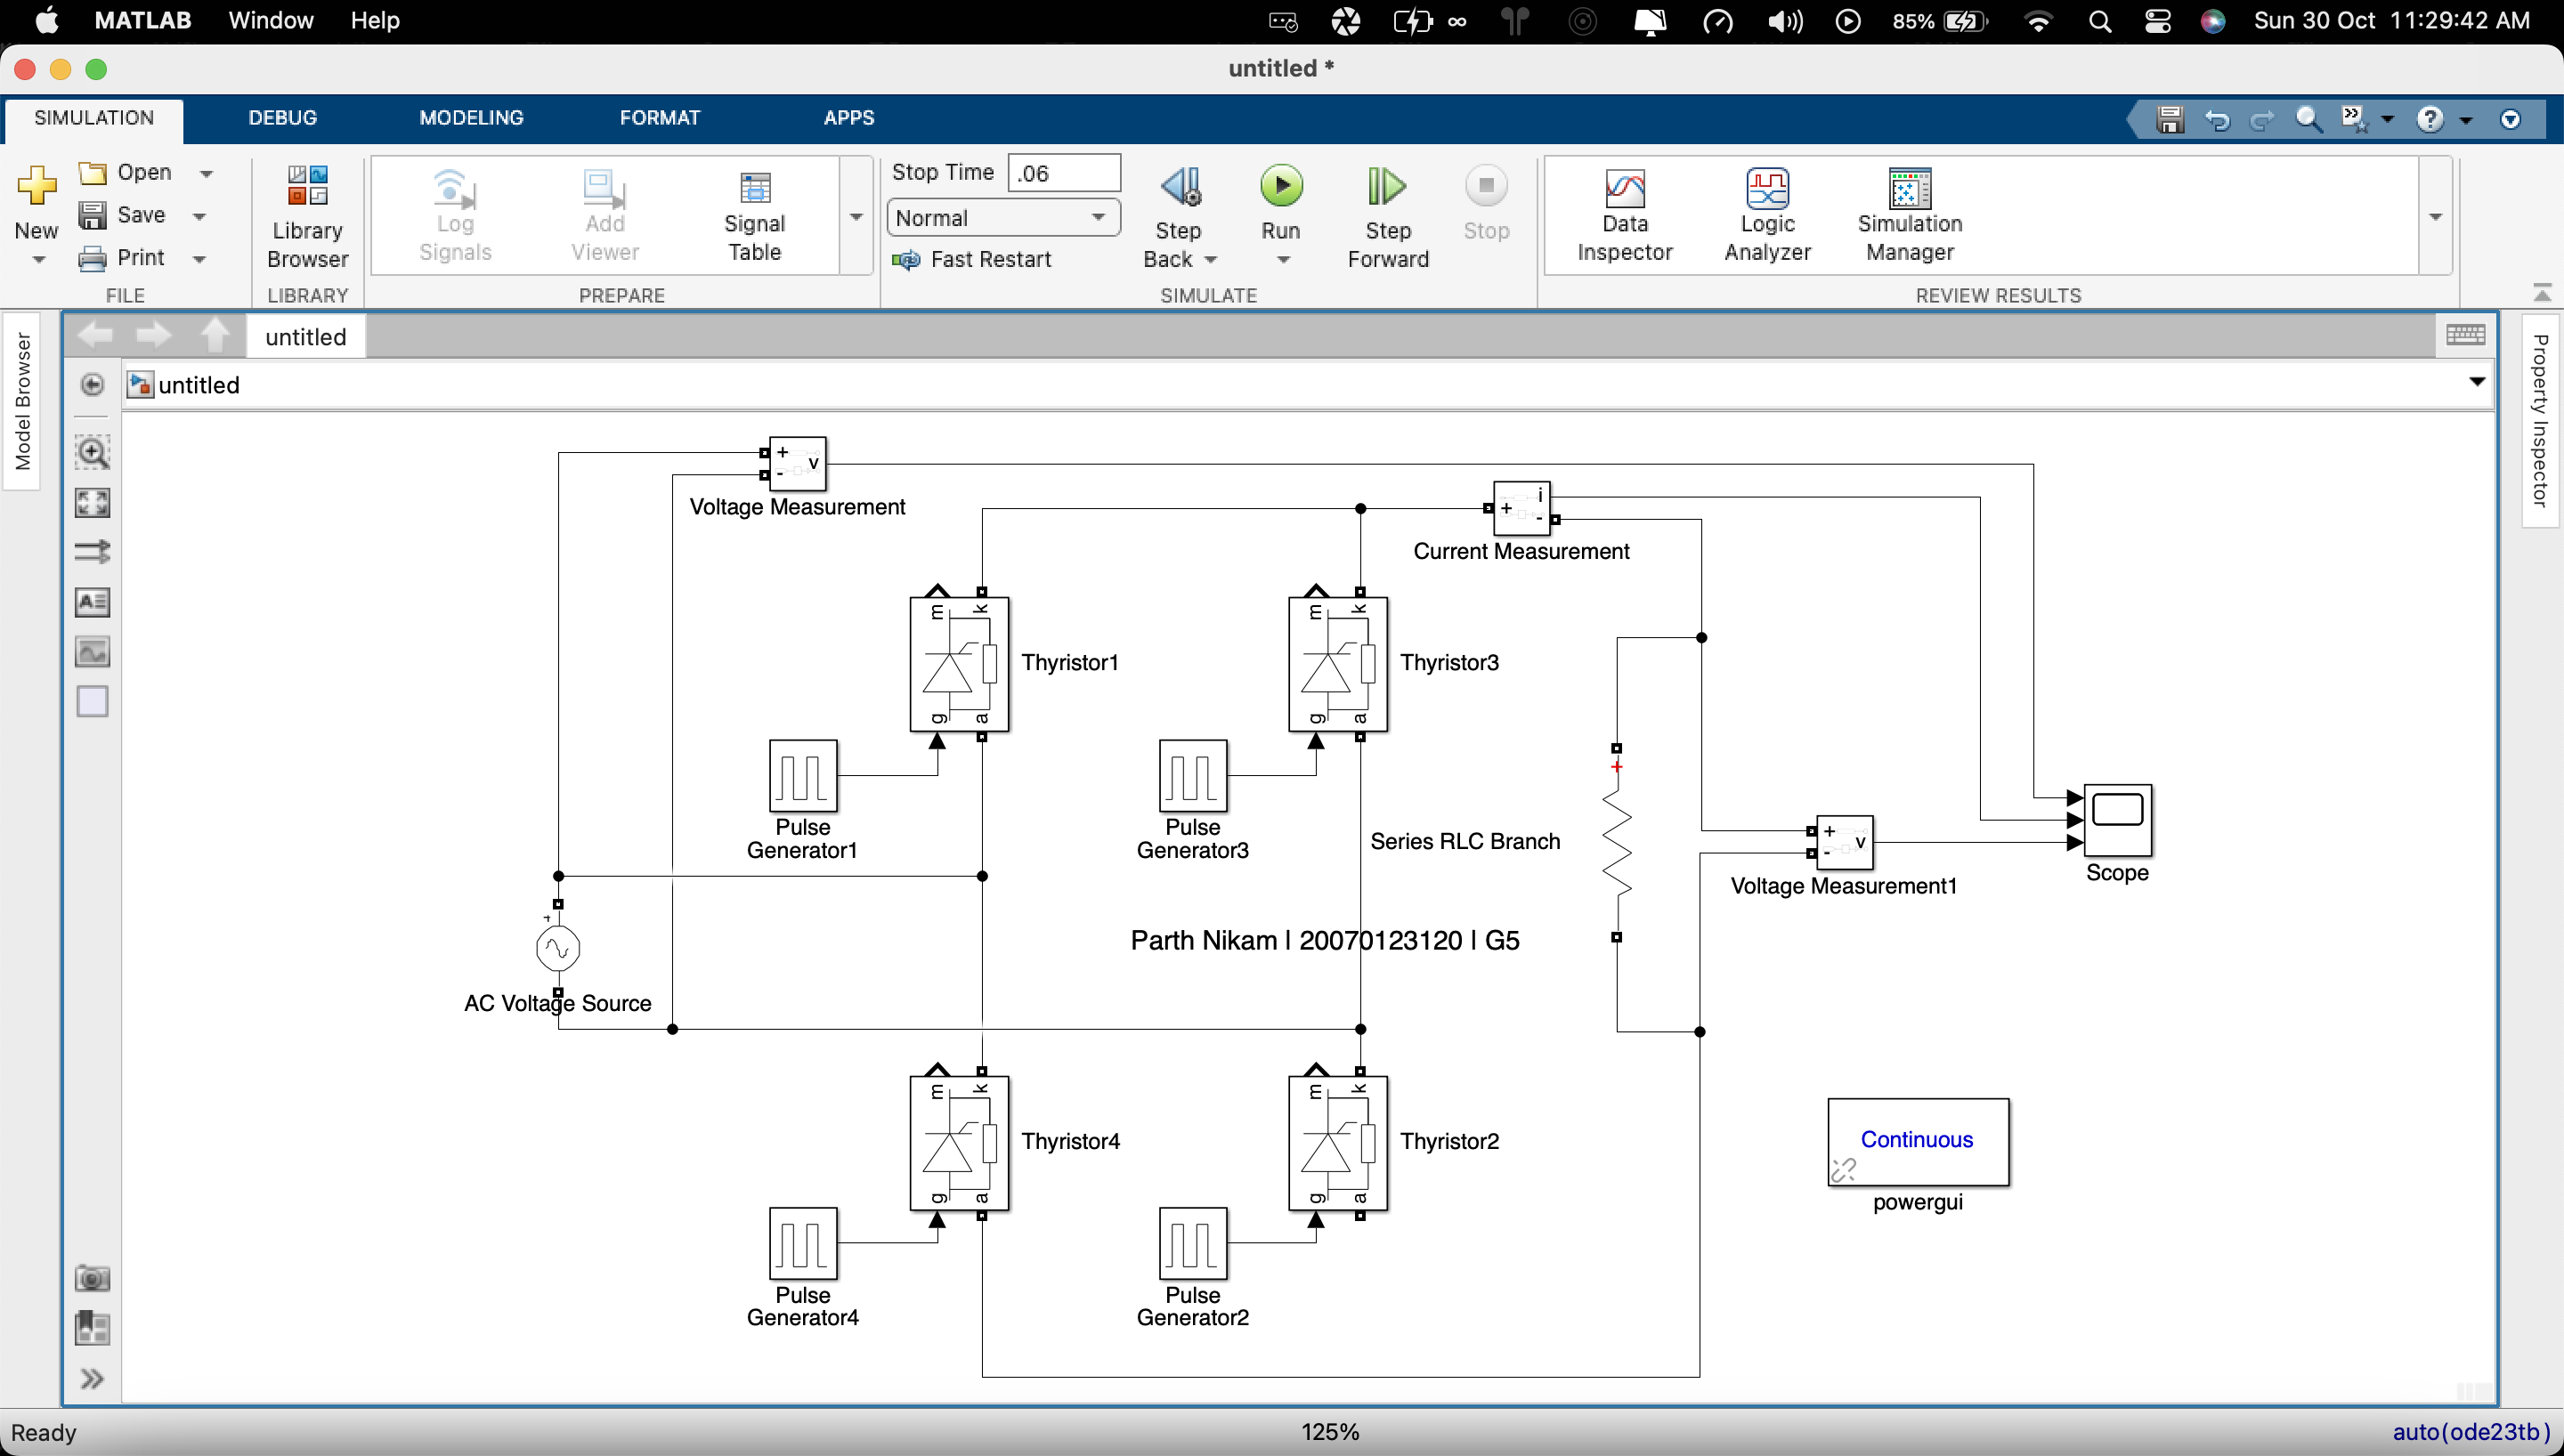 MATLAB Window Help 85% Sun 30 Oct 11:29:42 AM
untitled *
SIMULATION DEBUG MODELING FORMAT APPS
New
Open
Save
Print
FILE
Library
Browser
LIBRARY
Log
Signals
Add
Viewer
Signal
Table
PREPARE
Stop Time .06
Normal
Fast Restart
Step
Back
Run
Step
Forward
Stop
SIMULATE
Data
Inspector
Logic
Analyzer
Simulation
Manager
REVIEW RESULTS
Model Browser
Property Inspector
untitled
untitled
+
-
v
Voltage Measurement
i
+
-
Current Measurement
m k
g a
Thyristor1
m k
g a
Thyristor3
Pulse
Generator1
Pulse
Generator3
Series RLC Branch
+
+
-
v
Voltage Measurement1
Scope
+
AC Voltage Source
Parth Nikam | 20070123120 | G5
m k
g a
Thyristor4
m k
g a
Thyristor2
Pulse
Generator4
Pulse
Generator2
Continuous
powergui
Ready 125% auto(ode23tb)